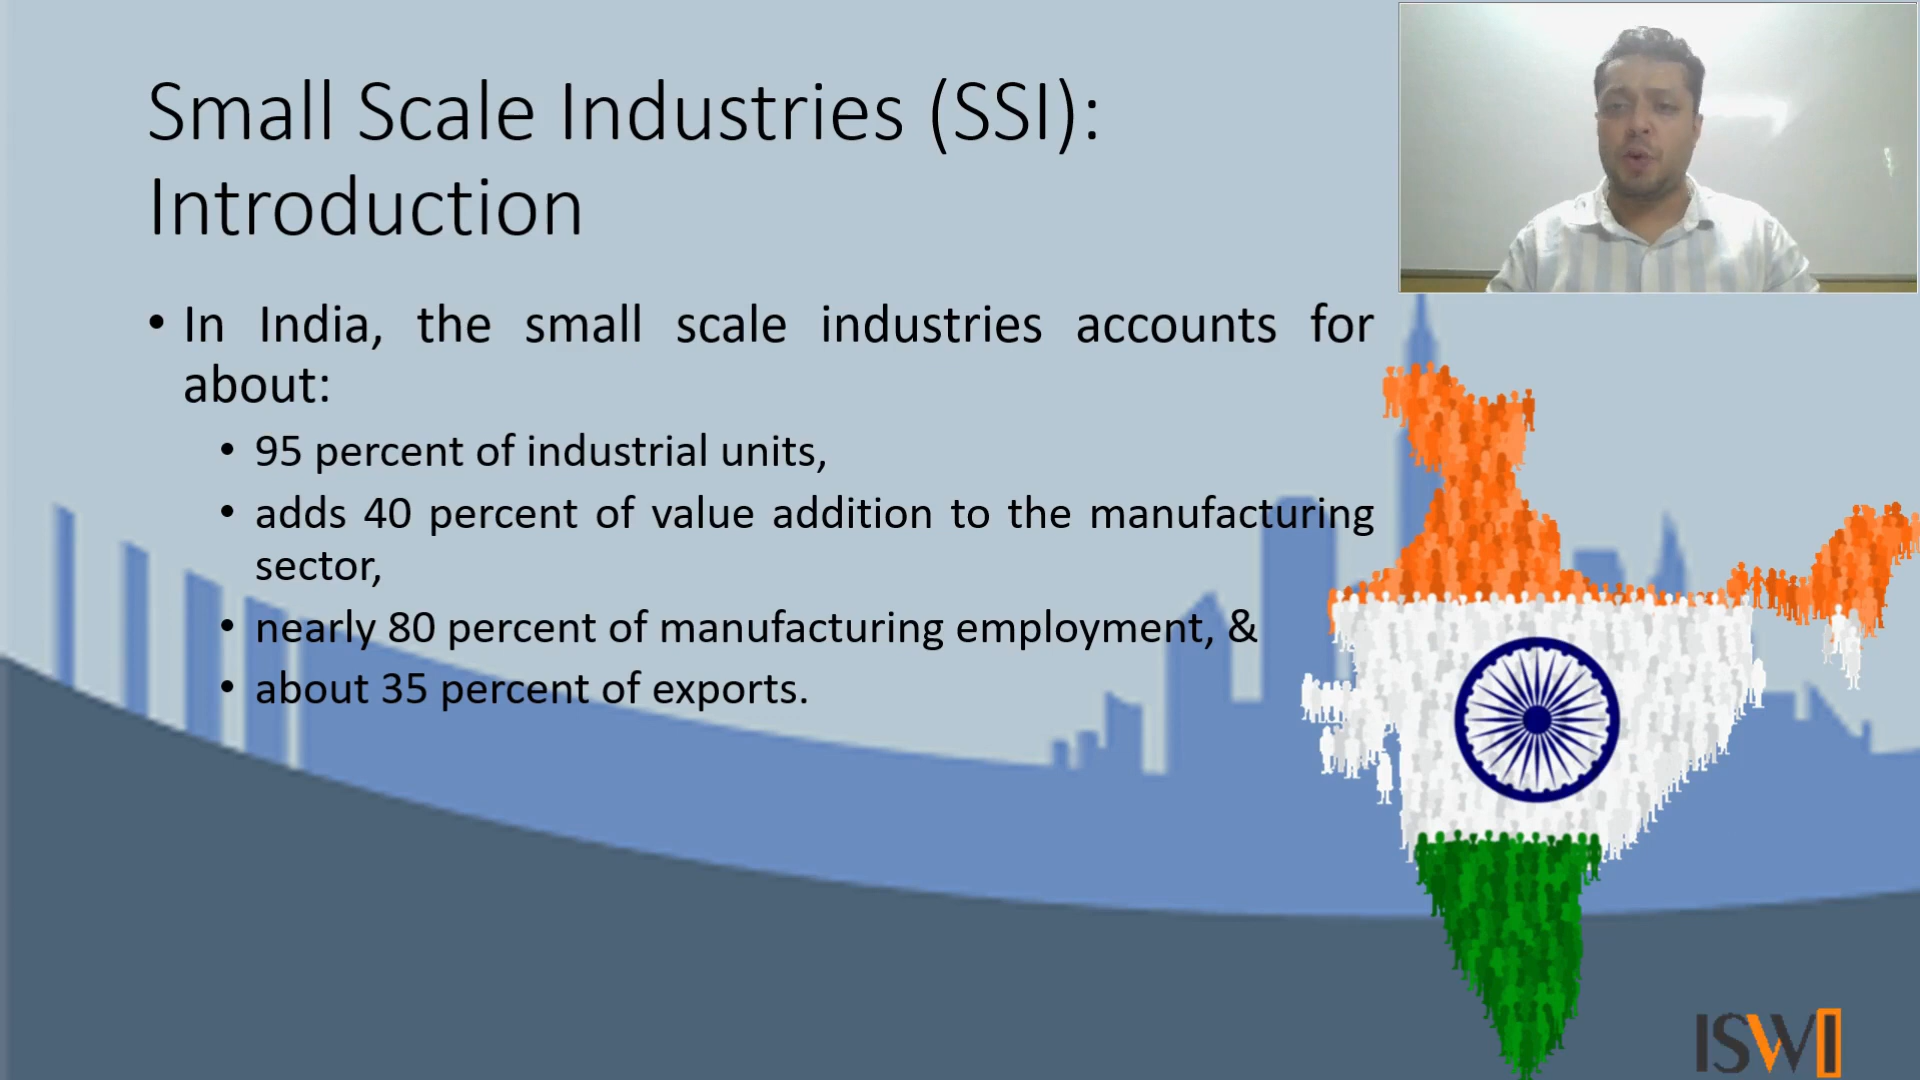 Small Scale Industries (SSI):
Introduction
• In India, the small scale industries accounts for
about:
• 95 percent of industrial units,
• adds 40 percent of value addition to the manufacturing
sector,
• nearly 80 percent of manufacturing employment, &
• about 35 percent of exports.
ISWI